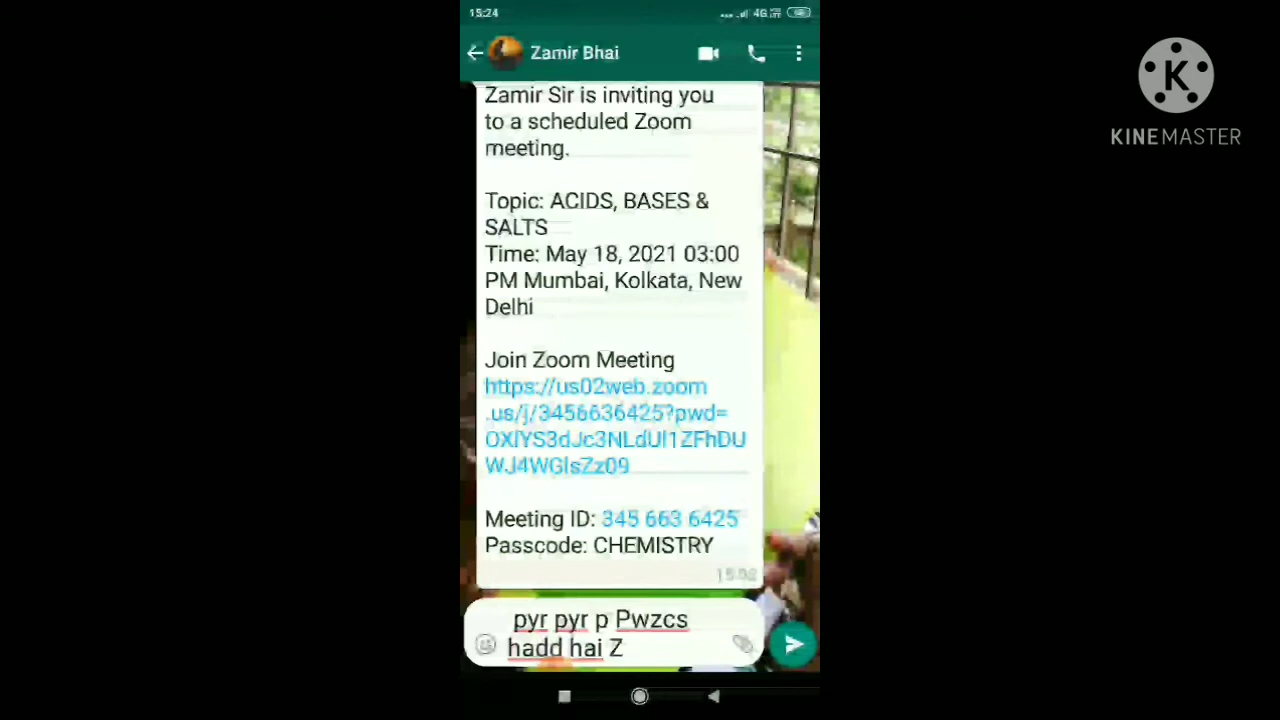 15:24
4G
Zamir Bhai
Zamir Sir is inviting you
to a scheduled Zoom
meeting.
Topic: ACIDS, BASES &
SALTS
Time: May 18, 2021 03:00
PM Mumbai, Kolkata, New
Delhi
Join Zoom Meeting
https://us02web.zoom
.us/j/3456636425?pwd=
OXlYS3dJc3NLdUl1ZFhDU
WJ4WGlsZz09
Meeting ID: 345 663 6425
Passcode: CHEMISTRY
pyr pyr p Pwzcs
hadd hai Z
K
KINEMASTER